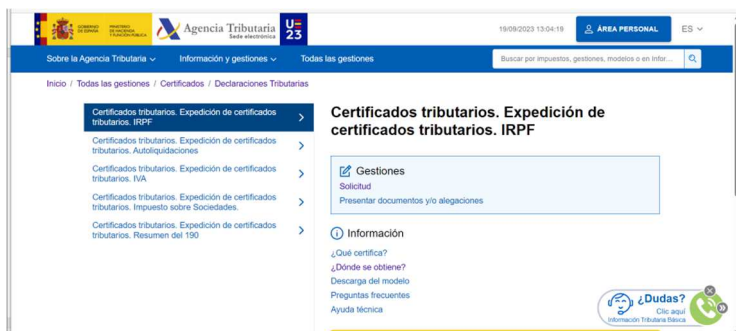 GOBIERNO DE ESPAÑA
MINISTERIO DE HACIENDA Y FUNCIÓN PÚBLICA
Agencia Tributaria
Sede electrónica
UE
23
19/09/2023 13:04:19
ÁREA PERSONAL
ES
Sobre la Agencia Tributaria
Información y gestiones
Todas las gestiones
Buscar por impuestos, gestiones, modelos o en Infor...
Inicio / Todas las gestiones / Certificados / Declaraciones Tributarias
Certificados tributarios. Expedición de certificados
tributarios. IRPF
Certificados tributarios. Expedición de certificados
tributarios. Autoliquidaciones
Certificados tributarios. Expedición de certificados
tributarios. IVA
Certificados tributarios. Expedición de certificados
tributarios. Impuesto sobre Sociedades.
Certificados tributarios. Expedición de certificados
tributarios. Resumen del 190
Certificados tributarios. Expedición de
certificados tributarios. IRPF
Gestiones
Solicitud
Presentar documentos y/o alegaciones
Información
¿Qué certifica?
¿Dónde se obtiene?
Descarga del modelo
Preguntas frecuentes
Ayuda técnica
¿Dudas?
Clic aquí
Información Tributaria Básica